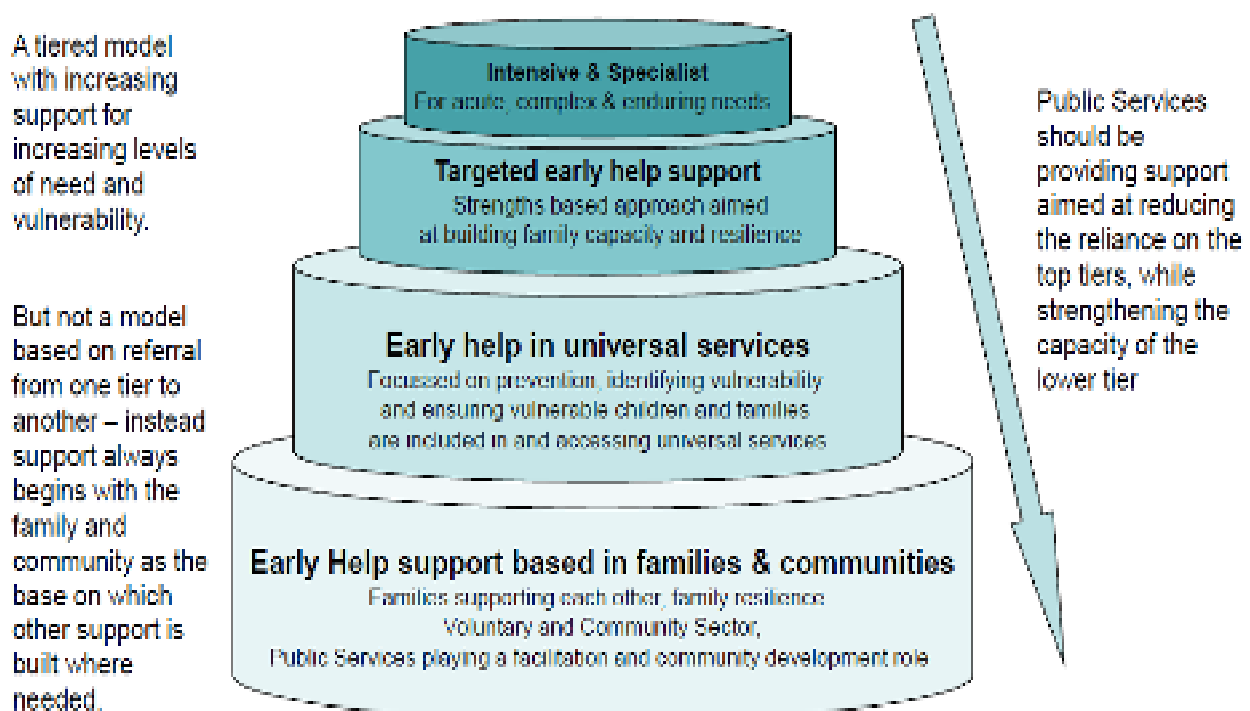 A tiered model
with increasing
support for
increasing levels
of need and
vulnerability.
But not a model
based on referral
from one tier to
another – instead
support always
begins with the
family and
community as the
base on which
other support is
built where
needed.
Intensive & Specialist
For acute, complex & enduring needs
Targeted early help support
Strengths based approach aimed
at building family capacity and resilience
Early help in universal services
Focussed on prevention, identifying vulnerability
and ensuring vulnerable children and families
are included in and accessing universal services
Early Help support based in families & communities
Families supporting each other, family resilience
Voluntary and Community Sector,
Public Services playing a facilitation and community development role
Public Services
should be
providing support
aimed at reducing
the reliance on the
top tiers, while
strengthening the
capacity of the
lower tier